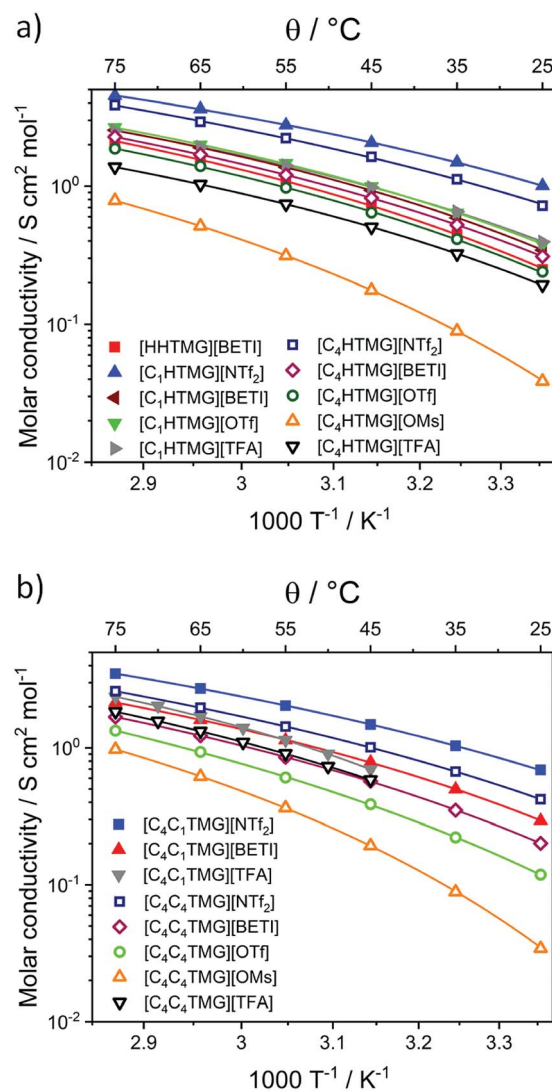 a)
θ / °C
75 65 55 45 35 25
Molar conductivity / S cm² mol⁻¹
10⁰
10⁻¹
10⁻²
[HHTMG][BETI]
[C₁HTMG][NTf₂]
[C₁HTMG][BETI]
[C₁HTMG][OTf]
[C₁HTMG][TFA]
[C₄HTMG][NTf₂]
[C₄HTMG][BETI]
[C₄HTMG][OTf]
[C₄HTMG][OMs]
[C₄HTMG][TFA]
2.9 3 3.1 3.2 3.3
1000 T⁻¹ / K⁻¹
b)
θ / °C
75 65 55 45 35 25
Molar conductivity / S cm² mol⁻¹
10⁰
10⁻¹
10⁻²
[C₄C₁TMG][NTf₂]
[C₄C₁TMG][BETI]
[C₄C₁TMG][TFA]
[C₄C₄TMG][NTf₂]
[C₄C₄TMG][BETI]
[C₄C₄TMG][OTf]
[C₄C₄TMG][OMs]
[C₄C₄TMG][TFA]
2.9 3 3.1 3.2 3.3
1000 T⁻¹ / K⁻¹